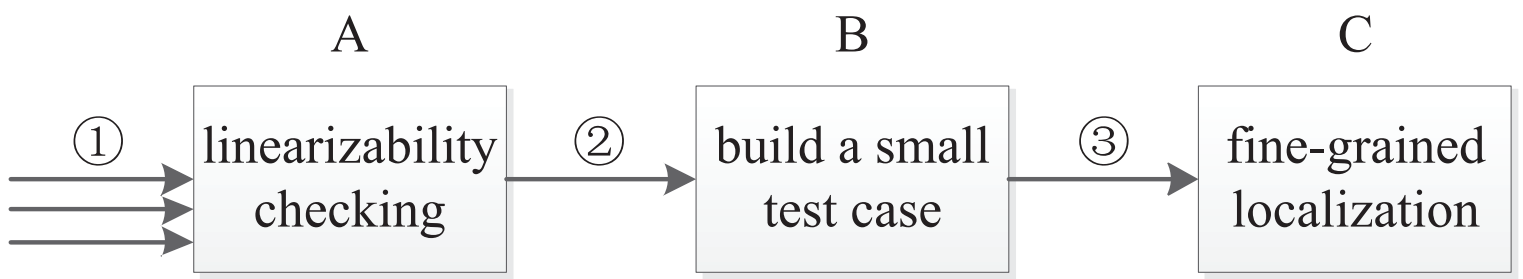 A
B
C
①
linearizability
checking
②
build a small
test case
③
fine-grained
localization